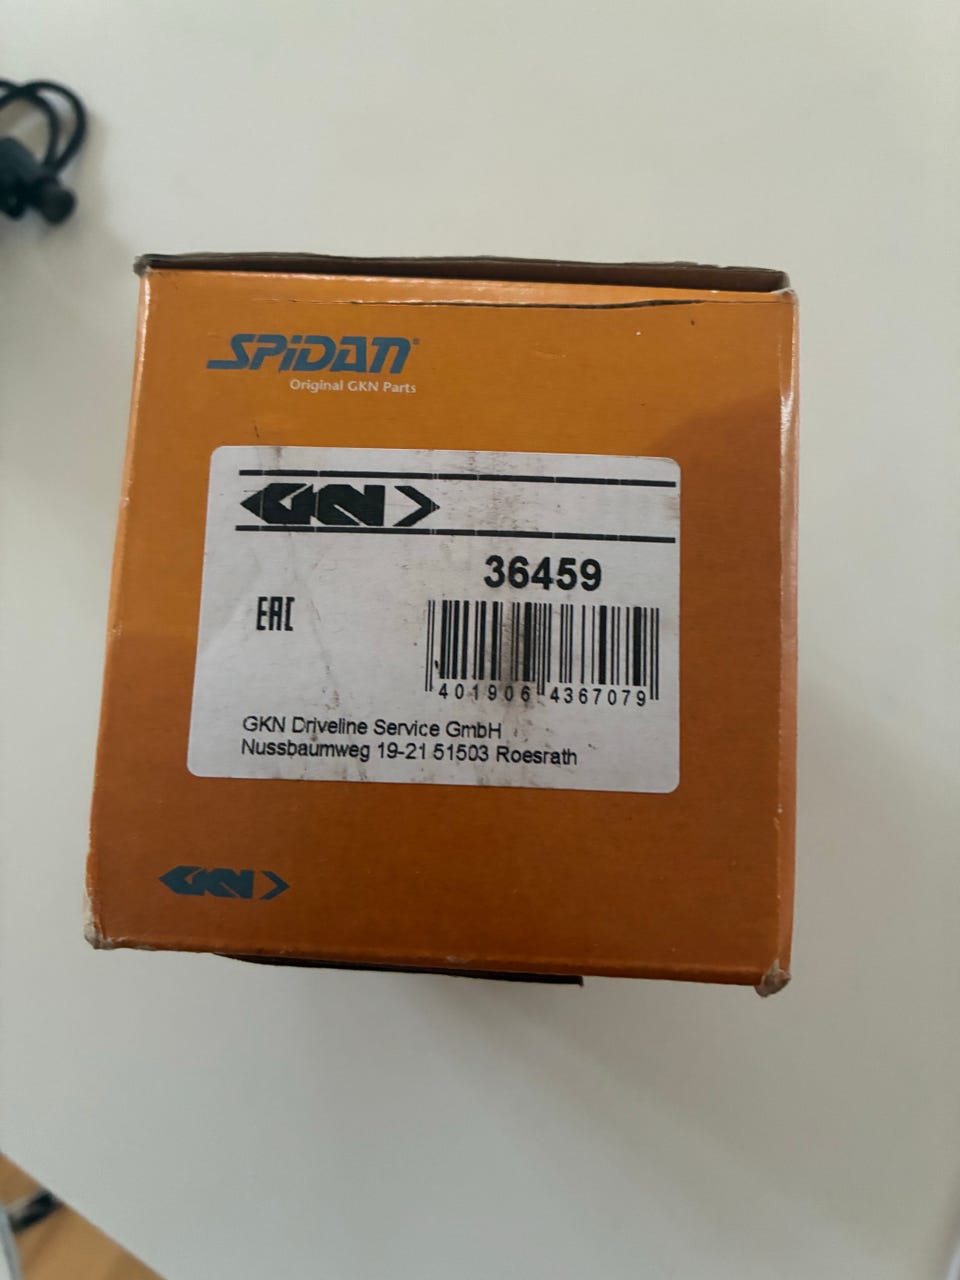 SPiDAN®
Original GKN Parts
GKN
36459
EAC
4019064367079
GKN Driveline Service GmbH
Nussbaumweg 19-21 51503 Roesrath
GKN